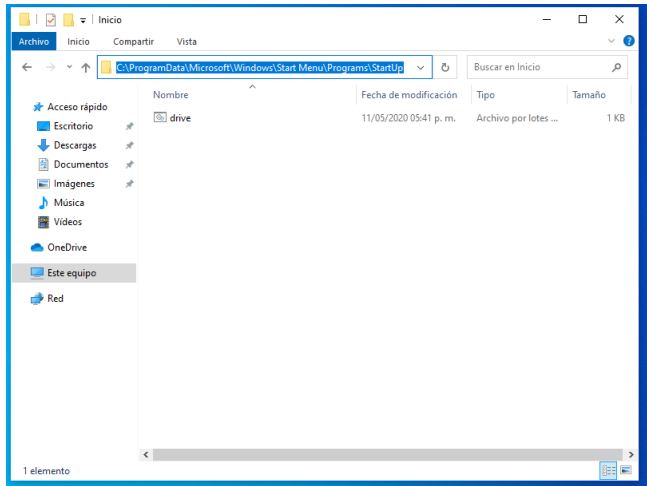 Inicio
Archivo Inicio Compartir Vista
C:\ProgramData\Microsoft\Windows\Start Menu\Programs\StartUp Buscar en Inicio
Nombre Fecha de modificación Tipo Tamaño
drive 11/05/2020 05:41 p. m. Archivo por lotes ... 1 KB
Acceso rápido
Escritorio
Descargas
Documentos
Imágenes
Música
Vídeos
OneDrive
Este equipo
Red
1 elemento